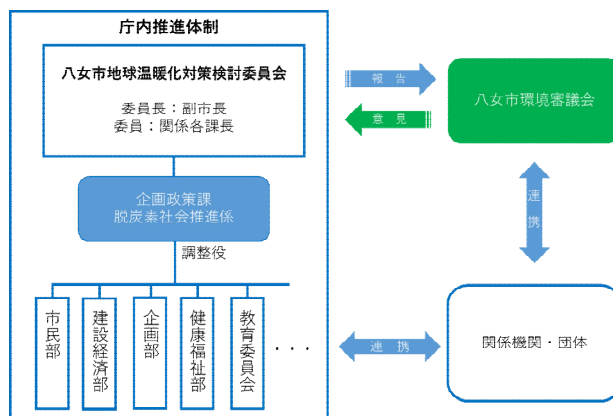 庁内推進体制
八女市地球温暖化対策検討委員会
委員長：副市長
委員：関係各課長
報告
意見
八女市環境審議会
企画政策課
脱炭素社会推進係
調整役
連携
市民部
建設経済部
企画部
健康福祉部
教育委員会
・・・
連携
関係機関・団体